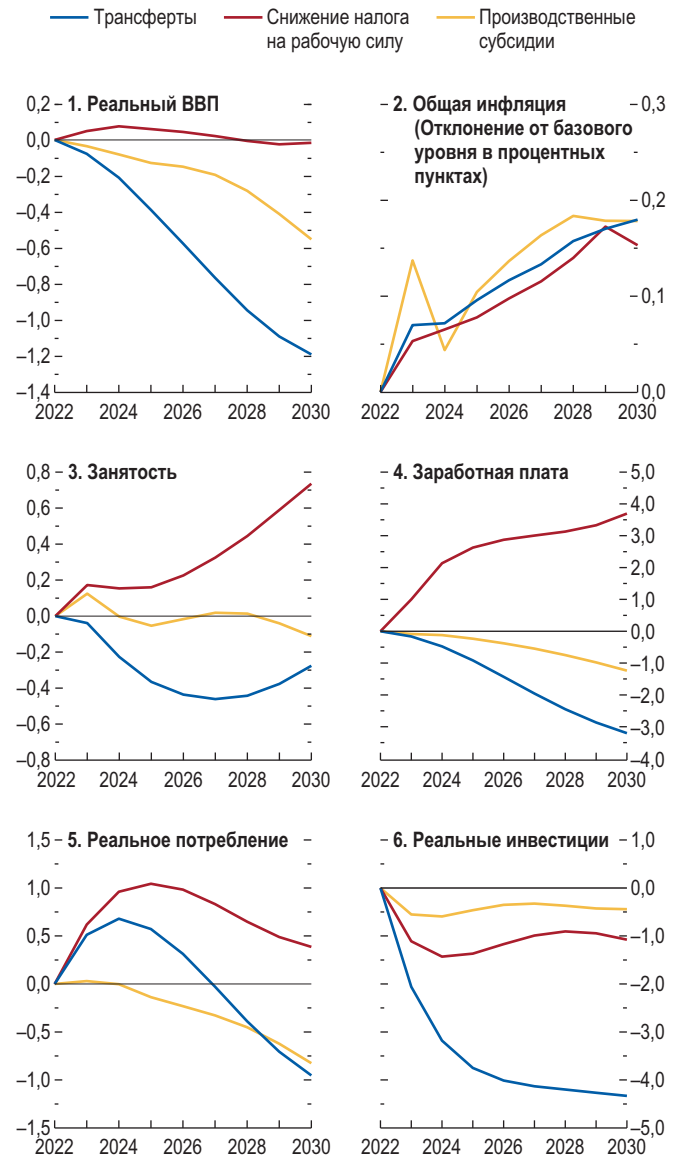 Трансферты
Снижение налога
на рабочую силу
Производственные
субсидии
1. Реальный ВВП
0,2
0,0
–0,2
–0,4
–0,6
–0,8
–1,0
–1,2
–1,4
2022 2024 2026 2028 2030
2. Общая инфляция
(Отклонение от базового
уровня в процентных
пунктах)
0,3
0,2
0,1
0,0
2022 2024 2026 2028 2030
3. Занятость
0,8
0,6
0,4
0,2
0,0
–0,2
–0,4
–0,6
–0,8
2022 2024 2026 2028 2030
4. Заработная плата
5,0
4,0
3,0
2,0
1,0
0,0
–1,0
–2,0
–3,0
–4,0
2022 2024 2026 2028 2030
5. Реальное потребление
1,5
1,0
0,5
0,0
–0,5
–1,0
–1,5
2022 2024 2026 2028 2030
6. Реальные инвестиции
1,0
0,0
–1,0
–2,0
–3,0
–4,0
–5,0
2022 2024 2026 2028 2030